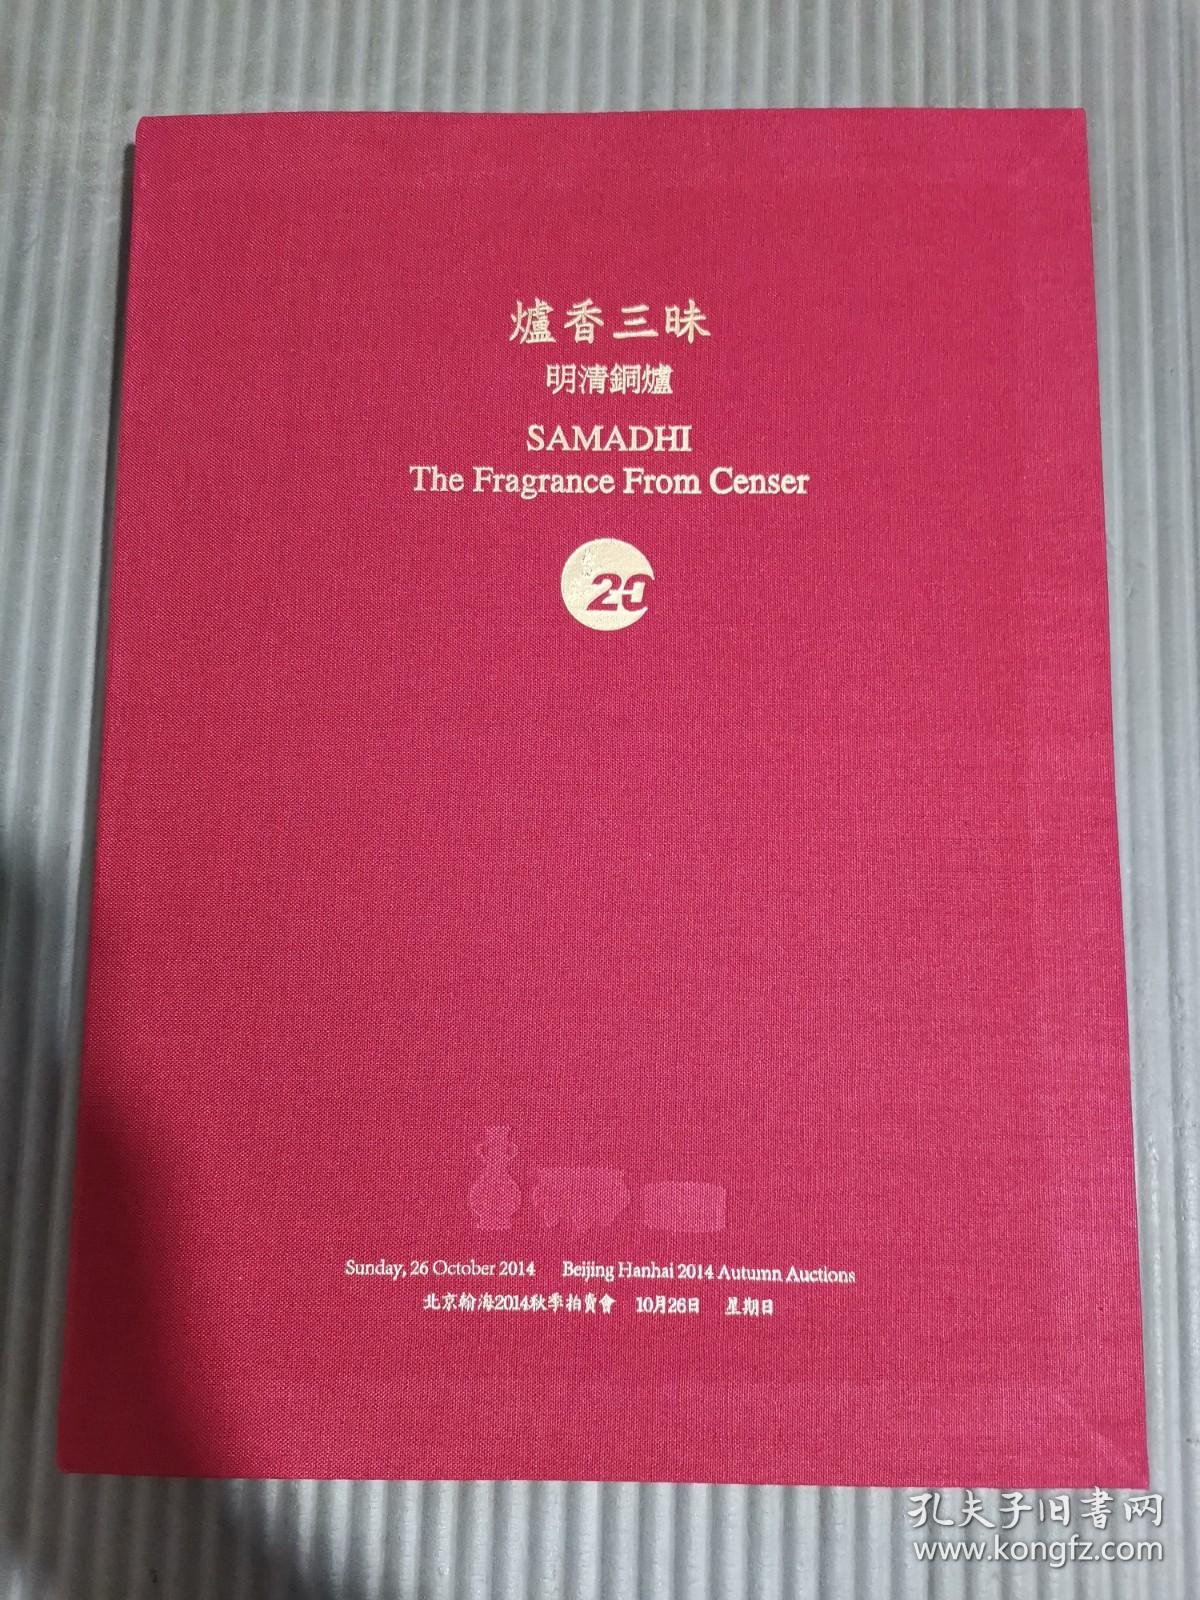 爐香三昧
明清銅爐
SAMADHI
The Fragrance From Censer
20
Sunday, 26 October 2014 Beijing Hanhai 2014 Autumn Auctions
北京翰海2014秋季拍賣會 10月26日 星期日
孔夫子旧书网
www.kongfz.com